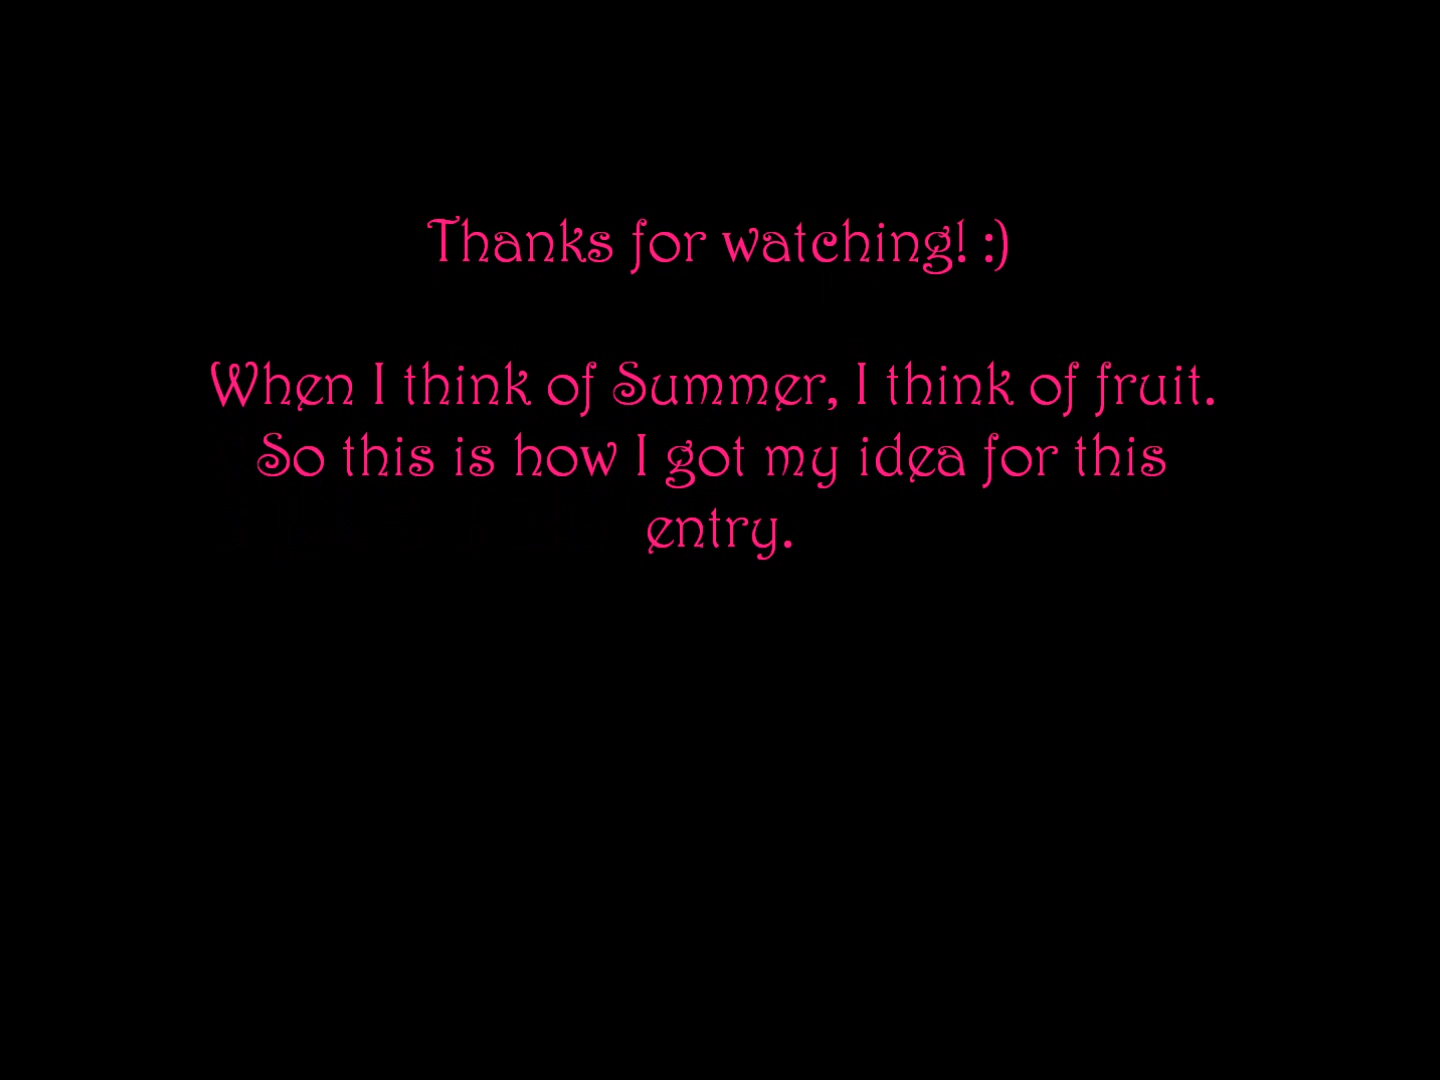 Thanks for watching! :)
When I think of Summer, I think of fruit.
So this is how I got my idea for this
entry.